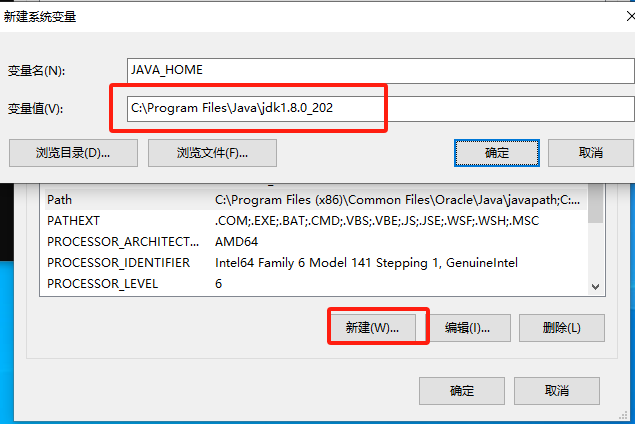 新建系统变量
变量名(N):
JAVA_HOME
变量值(V):
C:\Program Files\Java\jdk1.8.0_202
浏览目录(D)...
浏览文件(F)...
确定
取消
Path C:\Program Files (x86)\Common Files\Oracle\Java\javapath;C:...
PATHEXT .COM;.EXE;.BAT;.CMD;.VBS;.VBE;.JS;.JSE;.WSF;.WSH;.MSC
PROCESSOR_ARCHITECT... AMD64
PROCESSOR_IDENTIFIER Intel64 Family 6 Model 141 Stepping 1, GenuineIntel
PROCESSOR_LEVEL 6
新建(W)...
编辑(I)...
删除(L)
确定
取消